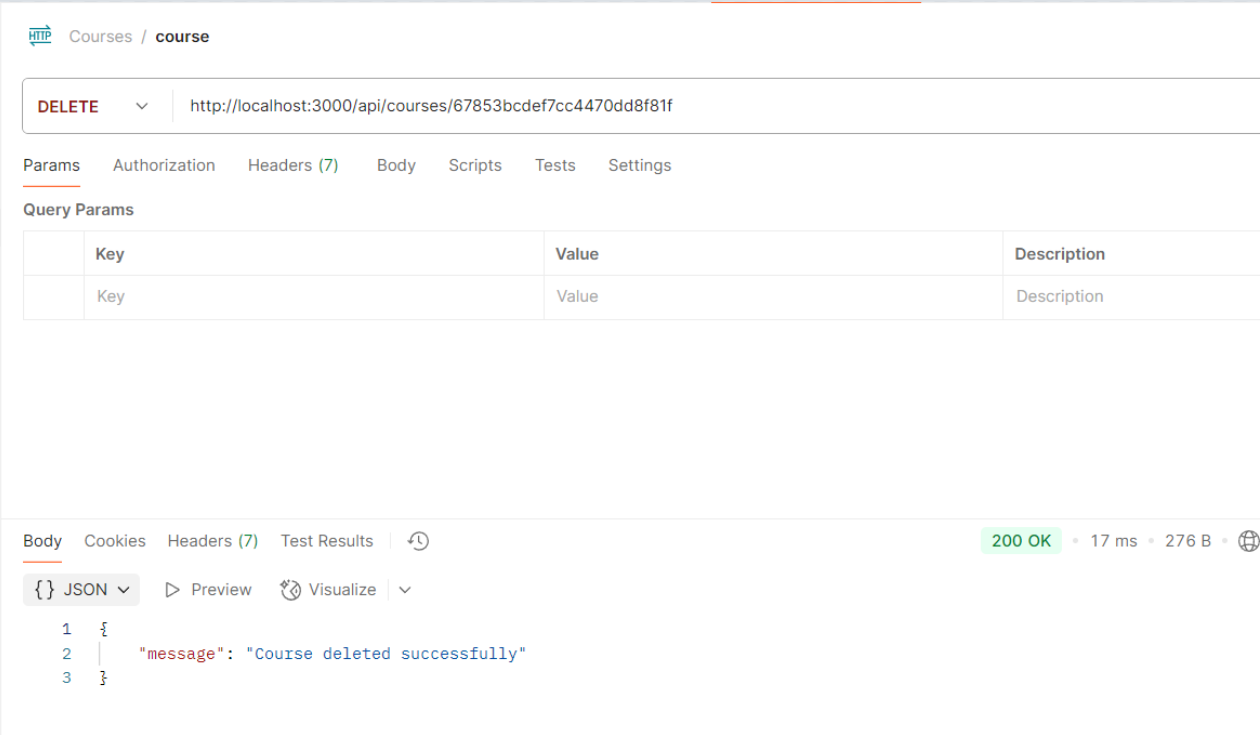 HTTP Courses / course
DELETE http://localhost:3000/api/courses/67853bcdef7cc4470dd8f81f
Params Authorization Headers (7) Body Scripts Tests Settings
Query Params
Key Value Description
Key Value Description
Body Cookies Headers (7) Test Results 200 OK • 17 ms • 276 B •
{} JSON Preview Visualize
1 {
2 "message": "Course deleted successfully"
3 }